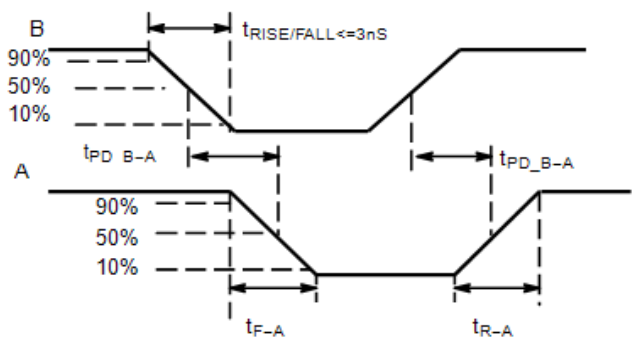 B
tRISE/FALL<=3nS
90%
50%
10%
tPD B-A
tPD_B-A
A
90%
50%
10%
tF-A
tR-A